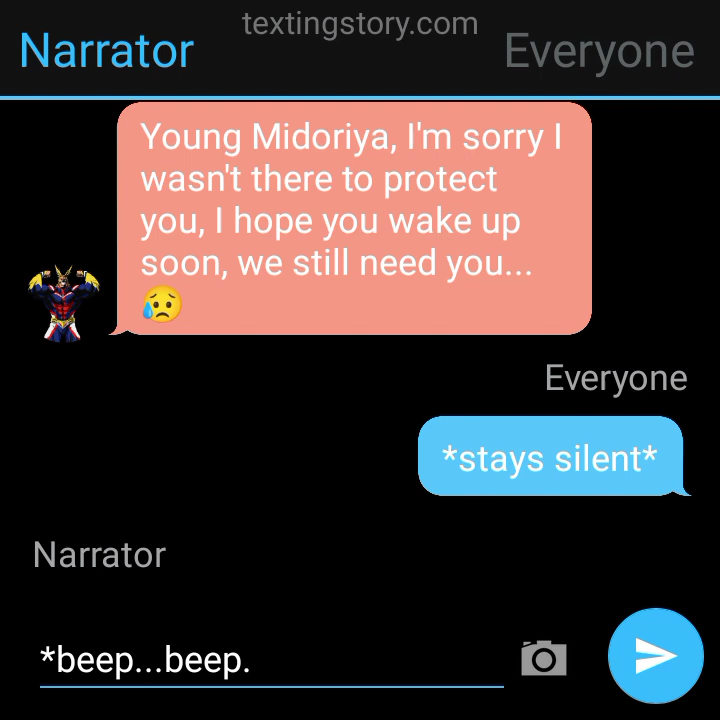 textingstory.com
Narrator
Everyone
Young Midoriya, I'm sorry I
wasn't there to protect
you, I hope you wake up
soon, we still need you...
😥
Everyone
*stays silent*
Narrator
*beep...beep.